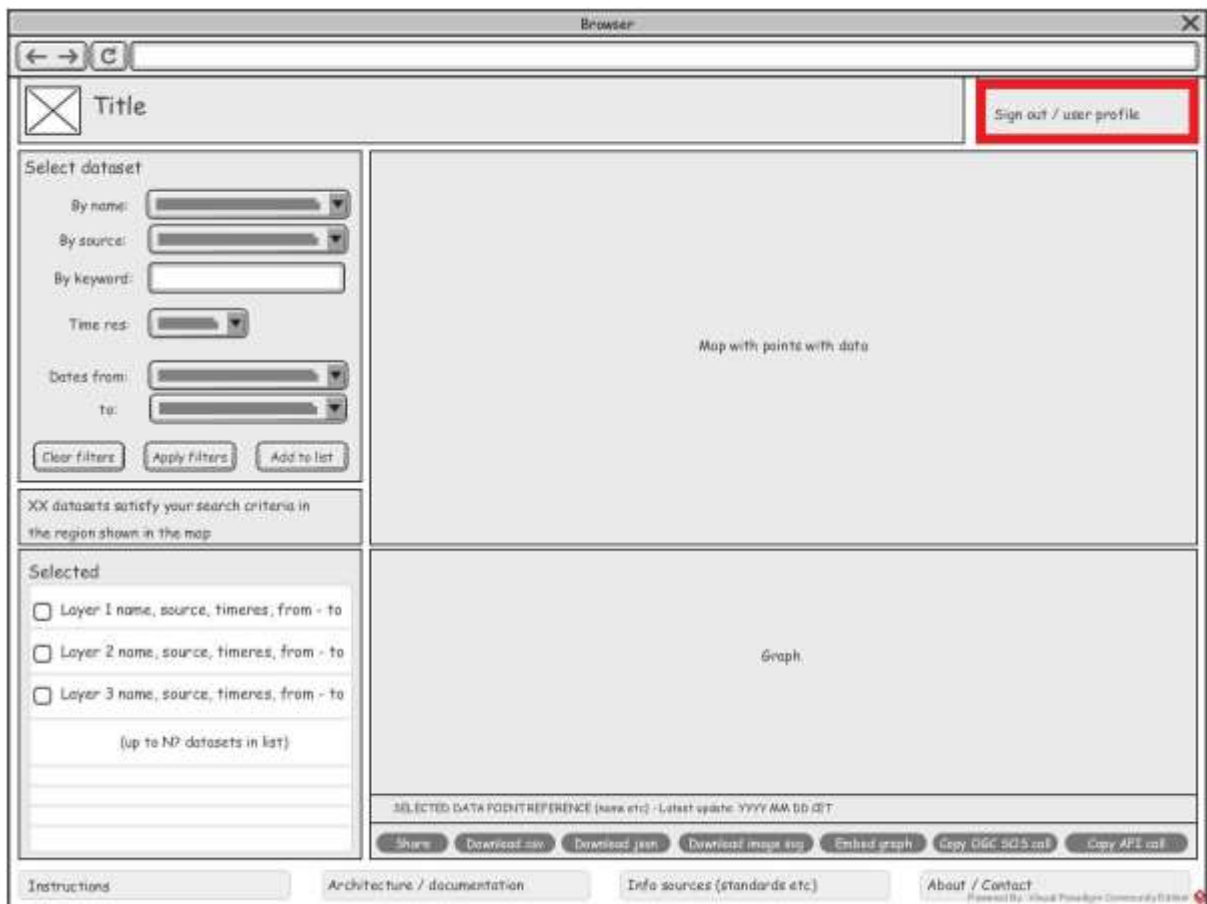 Browser
Title
Sign out / user profile
Select dataset
By name:
By source:
By keyword:
Time res:
Dates from:
to:
Clear filters
Apply filters
Add to list
XX datasets satisfy your search criteria in
the region shown in the map
Selected
Layer 1 name, source, timeres, from - to
Layer 2 name, source, timeres, from - to
Layer 3 name, source, timeres, from - to
(up to N? datasets in list)
Map with points with data
Graph
SELECTED DATA POINT REFERENCE (name etc) - Latest update: YYYY MM DD CET
Share
Download csv
Download json
Download image svg
Embed graph
Copy OGC SOS call
Copy API call
Instructions
Architecture / documentation
Info sources (standards etc)
About / Contact
Powered By: Visual Paradigm Community Edition